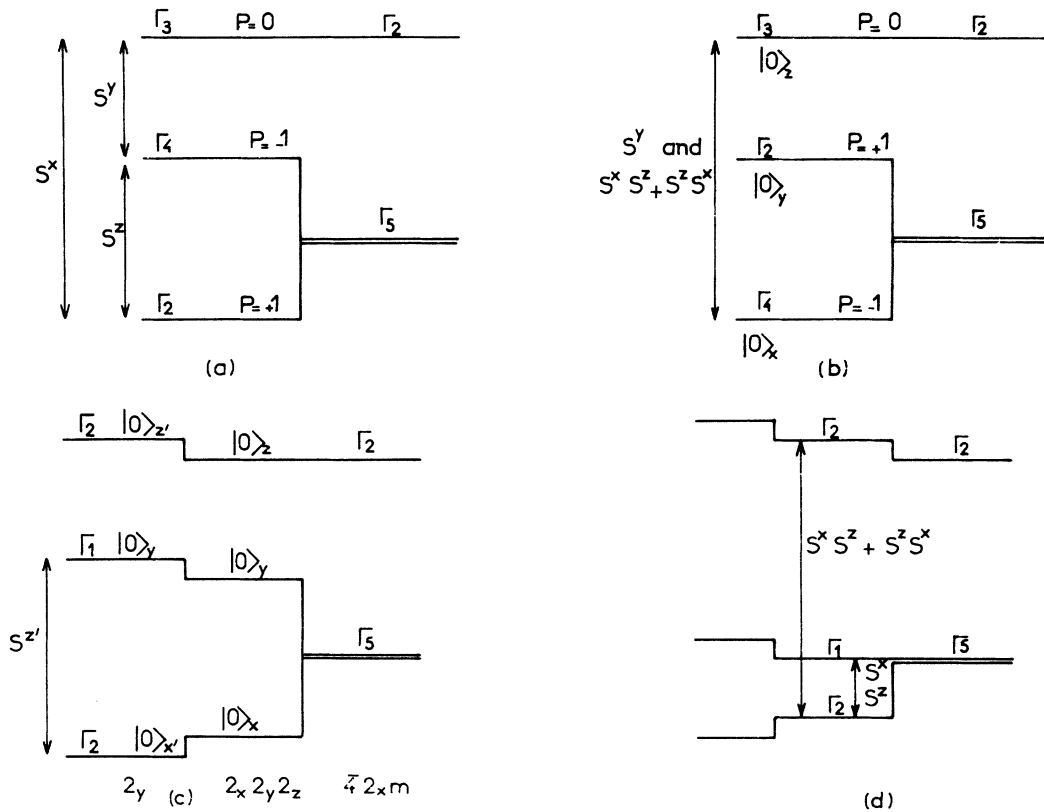 Γ3 P=0 Γ2
S^y
S^x
Γ4 P=-1
S^z
Γ5
Γ2 P=+1
(a)
Γ3 P=0 Γ2
|0⟩z
S^y and
S^x S^z + S^z S^x
Γ2 P=+1
|0⟩y
Γ5
Γ4 P=-1
|0⟩x
(b)
Γ2 |0⟩z' |0⟩z Γ2
Γ1 |0⟩y |0⟩y
S^z'
Γ5
Γ2 |0⟩x' |0⟩x
2y (c) 2x 2y 2z 4̄ 2x m
Γ2 Γ2
S^x S^z + S^z S^x
Γ1 Γ5
S^x
S^z
Γ2
(d)